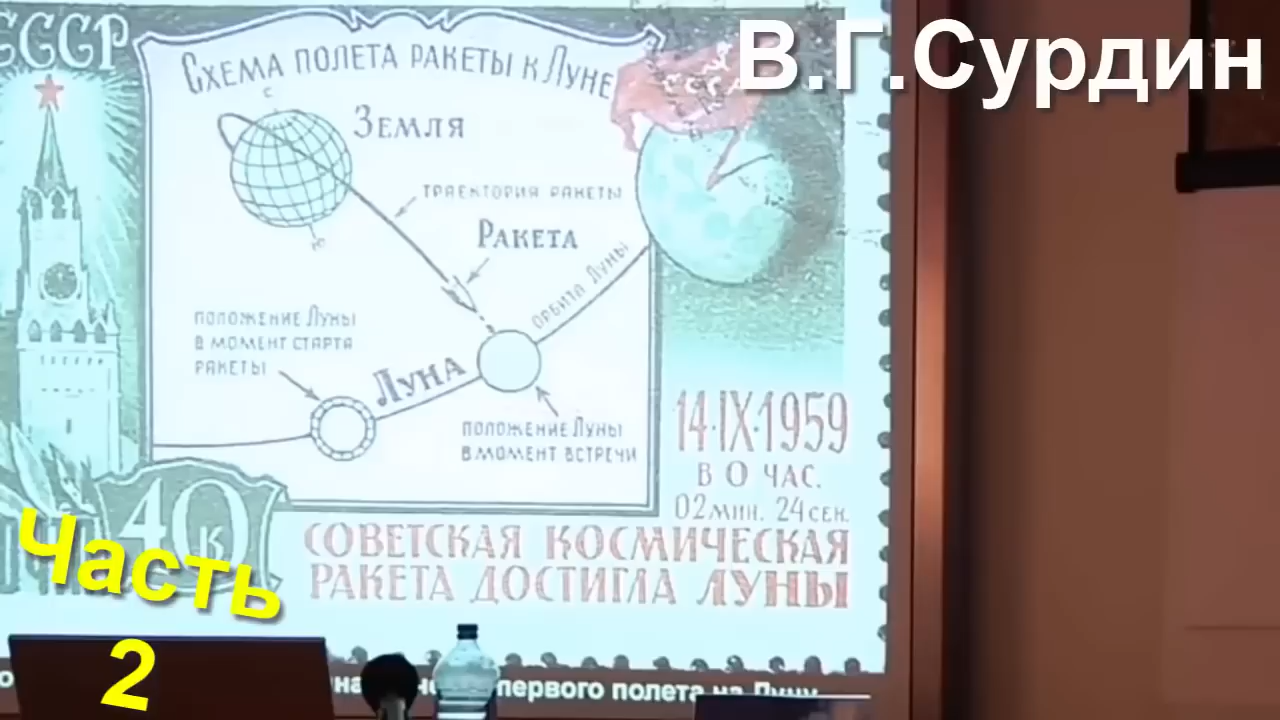 В.Г.Сурдин
СССР
СХЕМА ПОЛЕТА РАКЕТЫ К ЛУНЕ
СССР
С
ЗЕМЛЯ
ТРАЕКТОРИЯ РАКЕТЫ
Ю
РАКЕТА
ОРБИТА ЛУНЫ
ПОЛОЖЕНИЕ ЛУНЫ
В МОМЕНТ СТАРТА
РАКЕТЫ
ЛУНА
ПОЛОЖЕНИЕ ЛУНЫ
В МОМЕНТ ВСТРЕЧИ
14·IX·1959
В 0 ЧАС.
02 МИН. 24 СЕК.
40 К
СОВЕТСКАЯ КОСМИЧЕСКАЯ
РАКЕТА ДОСТИГЛА ЛУНЫ
Часть
2
первого полета на Луну